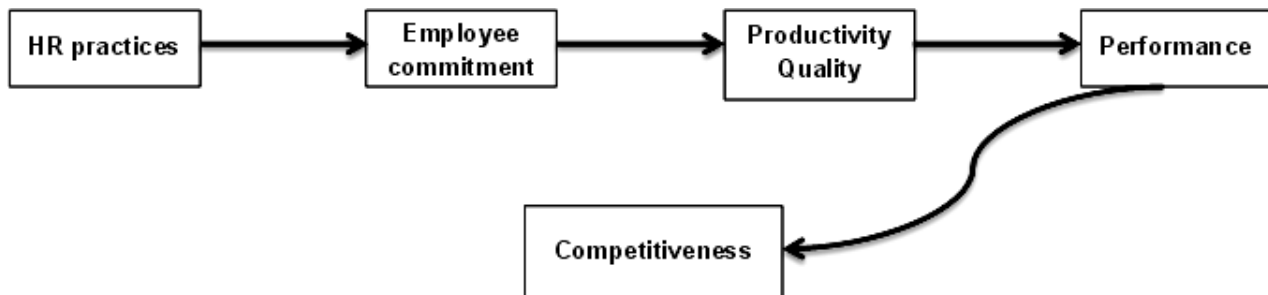 HR practices
Employee
commitment
Productivity
Quality
Performance
Competitiveness